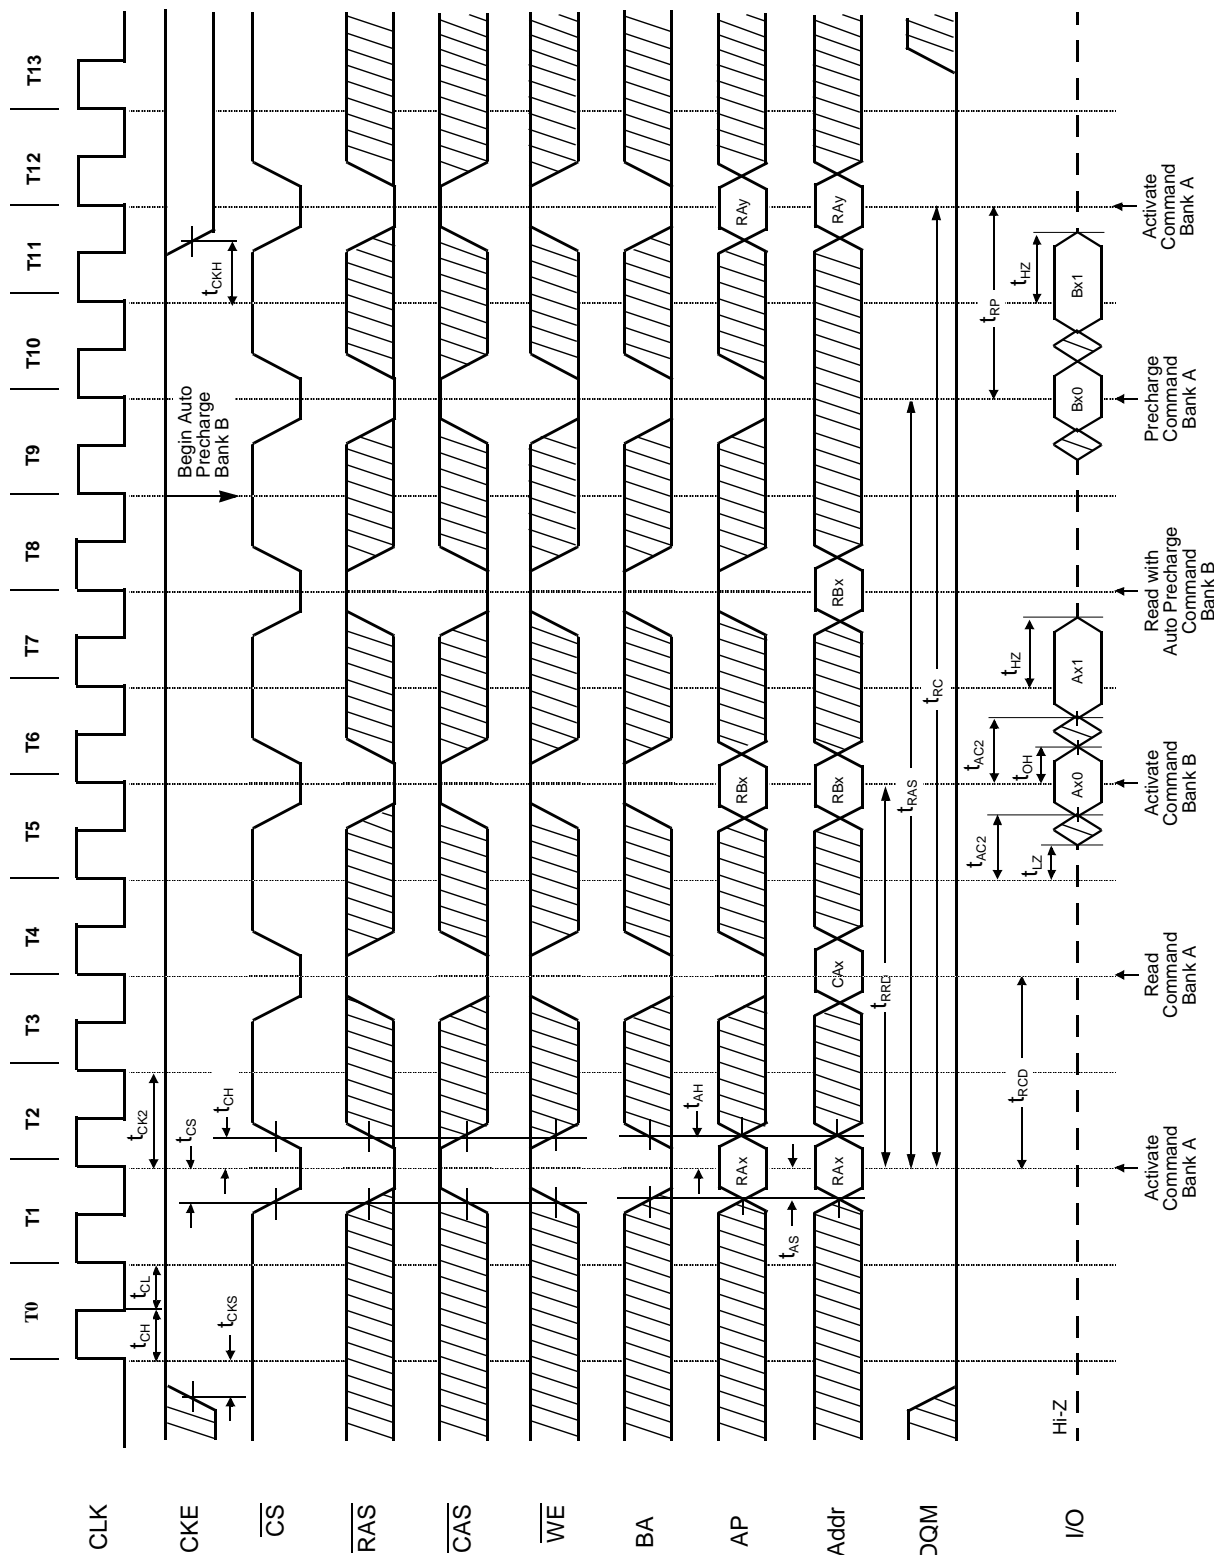 T0 T1 T2 T3 T4 T5 T6 T7 T8 T9 T10 T11 T12 T13
CLK
tCH tCL tCK2
CKE
tCKS tCS tCH
Begin Auto
Precharge
Bank B
tCKH
CS
RAS
CAS
WE
BA
tAH
AP
RAx RBx RAy
tAS
Addr
RAx CAx RBx RBx RAy
tRRD
DQM
tRAS
tRC
tRCD
tAC2 tAC2 tRP
tLZ tOH tHZ tHZ
Hi-Z
I/O
Ax0 Ax1 Bx0 Bx1
Activate
Command
Bank A
Read
Command
Bank A
Activate
Command
Bank B
Read with
Auto Precharge
Command
Bank B
Precharge
Command
Bank A
Activate
Command
Bank A